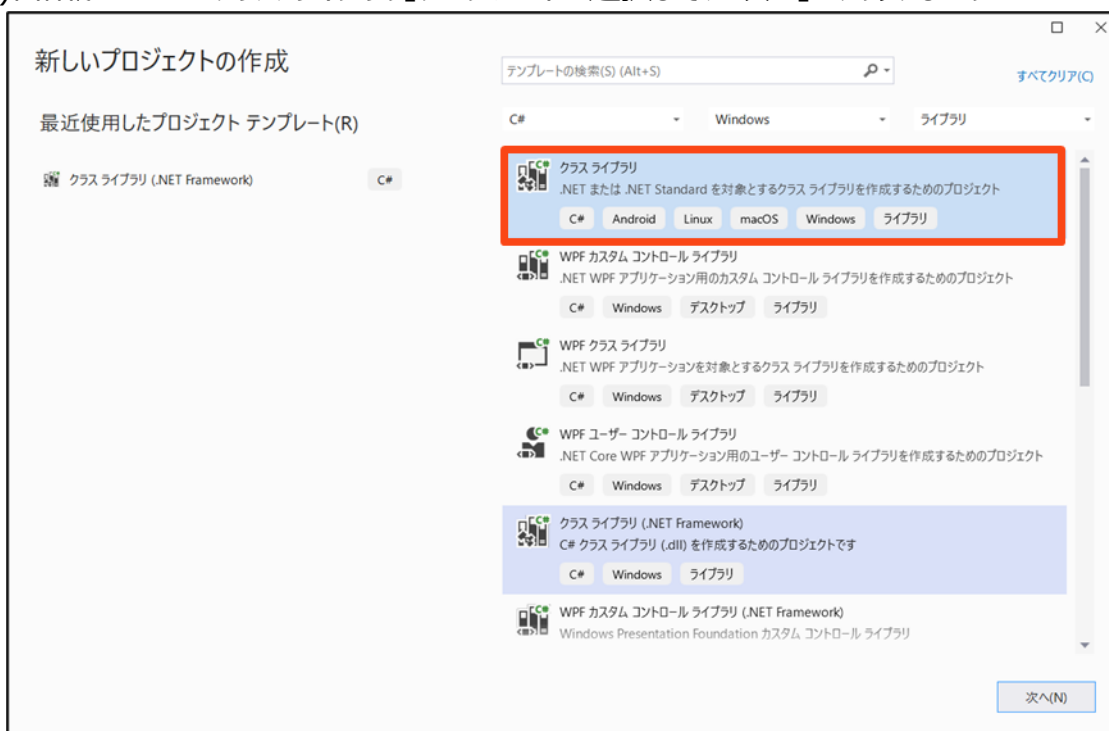 新しいプロジェクトの作成
テンプレートの検索(S) (Alt+S)
すべてクリア(C)
最近使用したプロジェクト テンプレート(R)
C# Windows ライブラリ
クラス ライブラリ (.NET Framework) C#
クラス ライブラリ
.NET または .NET Standard を対象とするクラス ライブラリを作成するためのプロジェクト
C# Android Linux macOS Windows ライブラリ
WPF カスタム コントロール ライブラリ
.NET WPF アプリケーション用のカスタム コントロール ライブラリを作成するためのプロジェクト
C# Windows デスクトップ ライブラリ
WPF クラス ライブラリ
.NET WPF アプリケーションを対象とするクラス ライブラリを作成するためのプロジェクト
C# Windows デスクトップ ライブラリ
WPF ユーザー コントロール ライブラリ
.NET Core WPF アプリケーション用のユーザー コントロール ライブラリを作成するためのプロジェクト
C# Windows デスクトップ ライブラリ
クラス ライブラリ (.NET Framework)
C# クラス ライブラリ (.dll) を作成するためのプロジェクトです
C# Windows ライブラリ
WPF カスタム コントロール ライブラリ (.NET Framework)
Windows Presentation Foundation カスタム コントロール ライブラリ
次へ(N)